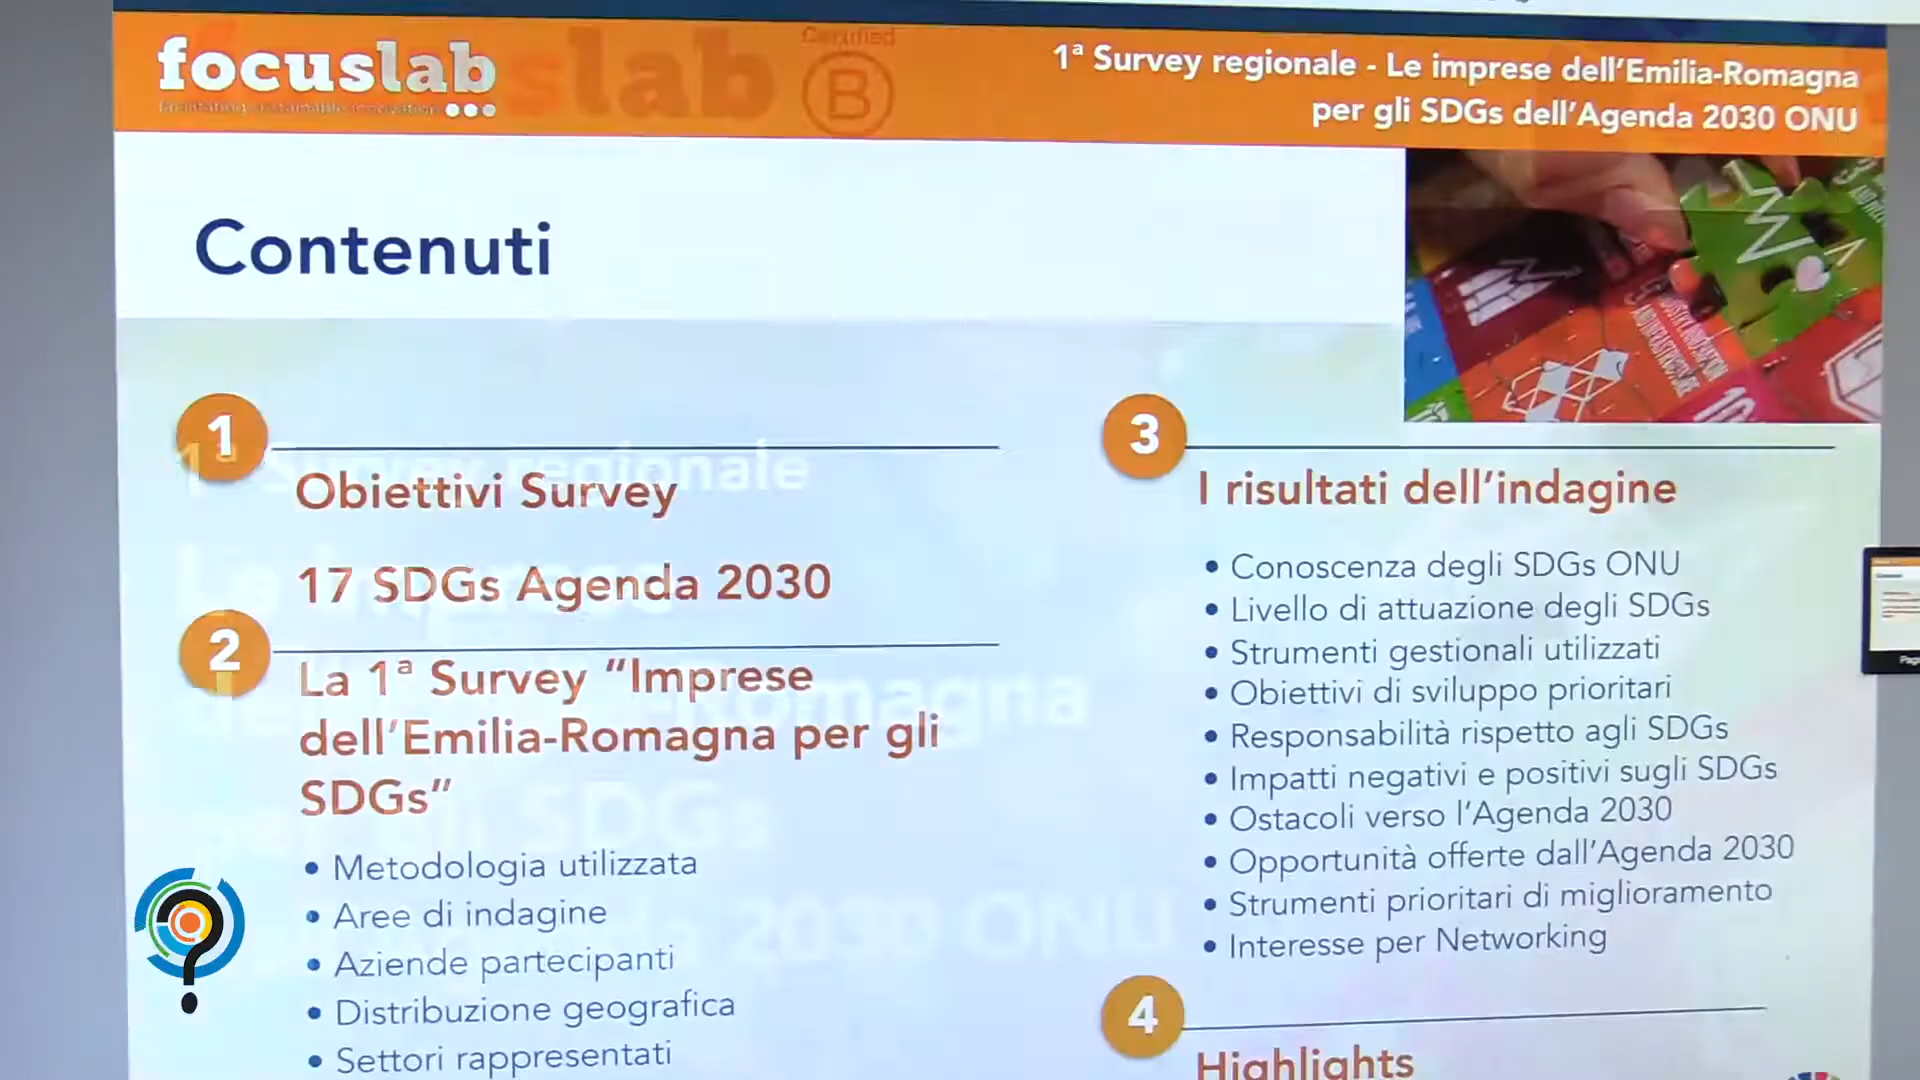 focuslab
Certified
B
1ª Survey regionale - Le imprese dell'Emilia-Romagna
per gli SDGs dell'Agenda 2030 ONU
Contenuti
1
Obiettivi Survey
17 SDGs Agenda 2030
2
La 1ª Survey "Imprese
dell'Emilia-Romagna per gli
SDGs"
• Metodologia utilizzata
• Aree di indagine
• Aziende partecipanti
• Distribuzione geografica
• Settori rappresentati
3
I risultati dell'indagine
• Conoscenza degli SDGs ONU
• Livello di attuazione degli SDGs
• Strumenti gestionali utilizzati
• Obiettivi di sviluppo prioritari
• Responsabilità rispetto agli SDGs
• Impatti negativi e positivi sugli SDGs
• Ostacoli verso l'Agenda 2030
• Opportunità offerte dall'Agenda 2030
• Strumenti prioritari di miglioramento
• Interesse per Networking
4
Highlights